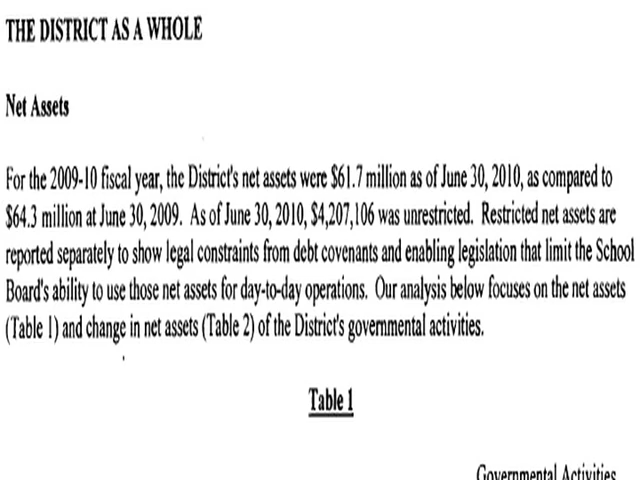 THE DISTRICT AS A WHOLE
Net Assets
For the 2009-10 fiscal year, the District's net assets were $61.7 million as of June 30, 2010, as compared to
$64.3 million at June 30, 2009. As of June 30, 2010, $4,207,106 was unrestricted. Restricted net assets are
reported separately to show legal constraints from debt covenants and enabling legislation that limit the School
Board's ability to use those net assets for day-to-day operations. Our analysis below focuses on the net assets
(Table 1) and change in net assets (Table 2) of the District's governmental activities.
Table 1
Governmental Activities